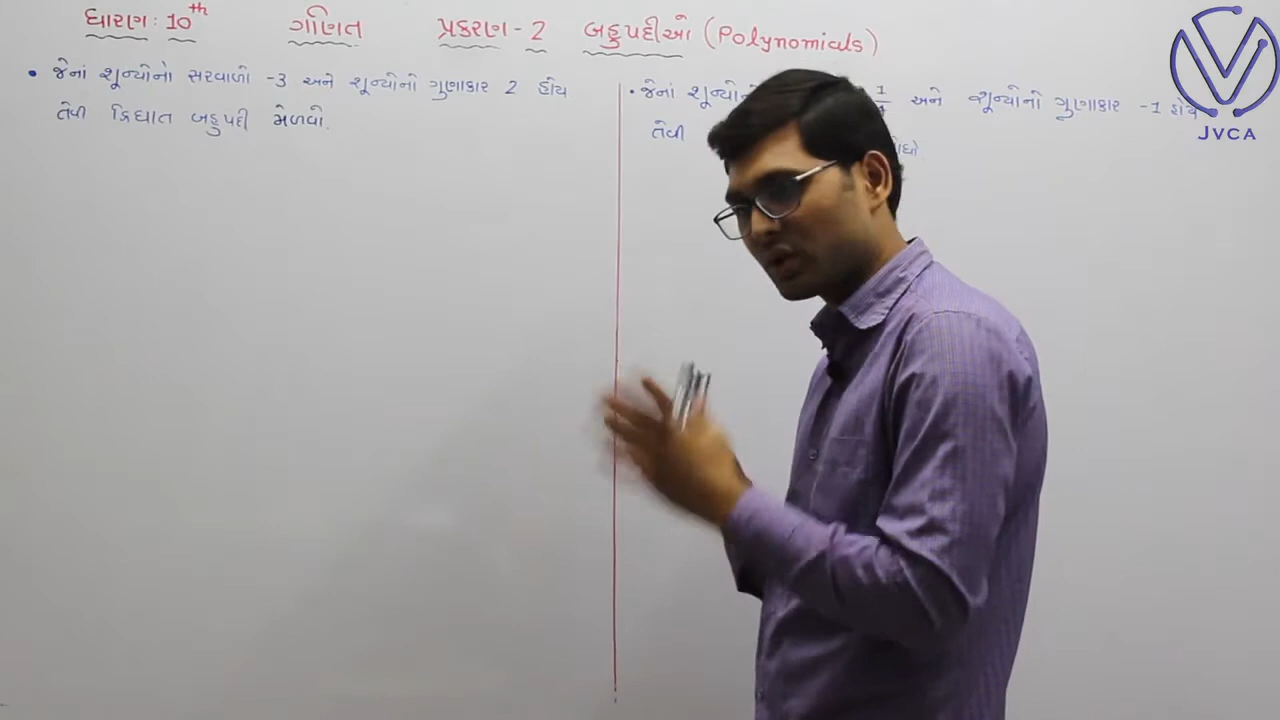 ધોરણ: 10th ગણિત પ્રકરણ - 2 બહુપદીઓ (Polynomials)
• જેનાં શૂન્યોનો સરવાળો -3 અને શૂન્યોનો ગુણાકાર 2 હોય
તેવી દ્વિઘાત બહુપદી મેળવો.
• જેનાં અને શૂન્યોનો ગુણાકાર -1 હોય
તેવી
JVCA